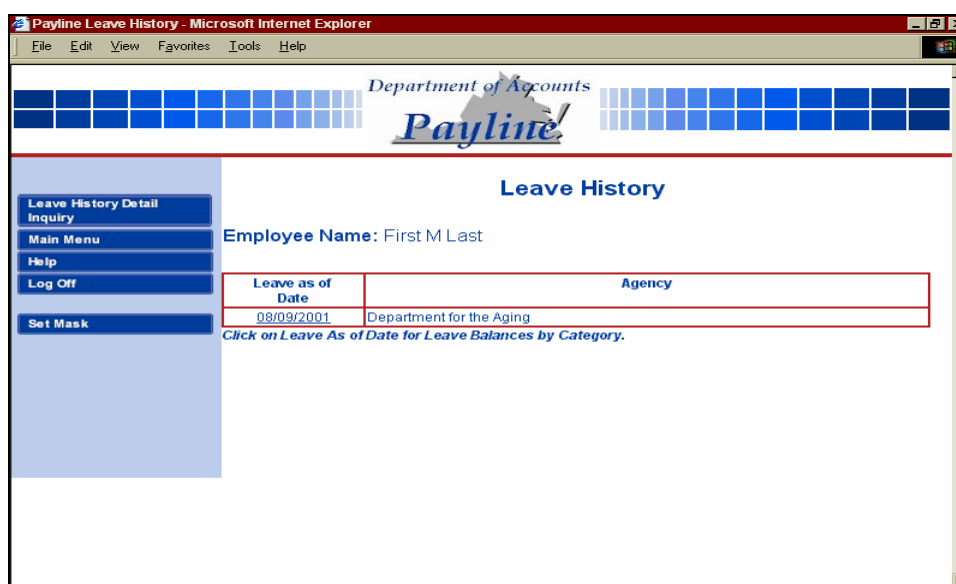 Payline Leave History - Microsoft Internet Explorer
File Edit View Favorites Tools Help
Department of Accounts
Payline
Leave History Detail
Inquiry
Main Menu
Help
Log Off
Set Mask
Leave History
Employee Name: First M Last
Leave as of
Date
Agency
08/09/2001 Department for the Aging
Click on Leave As of Date for Leave Balances by Category.